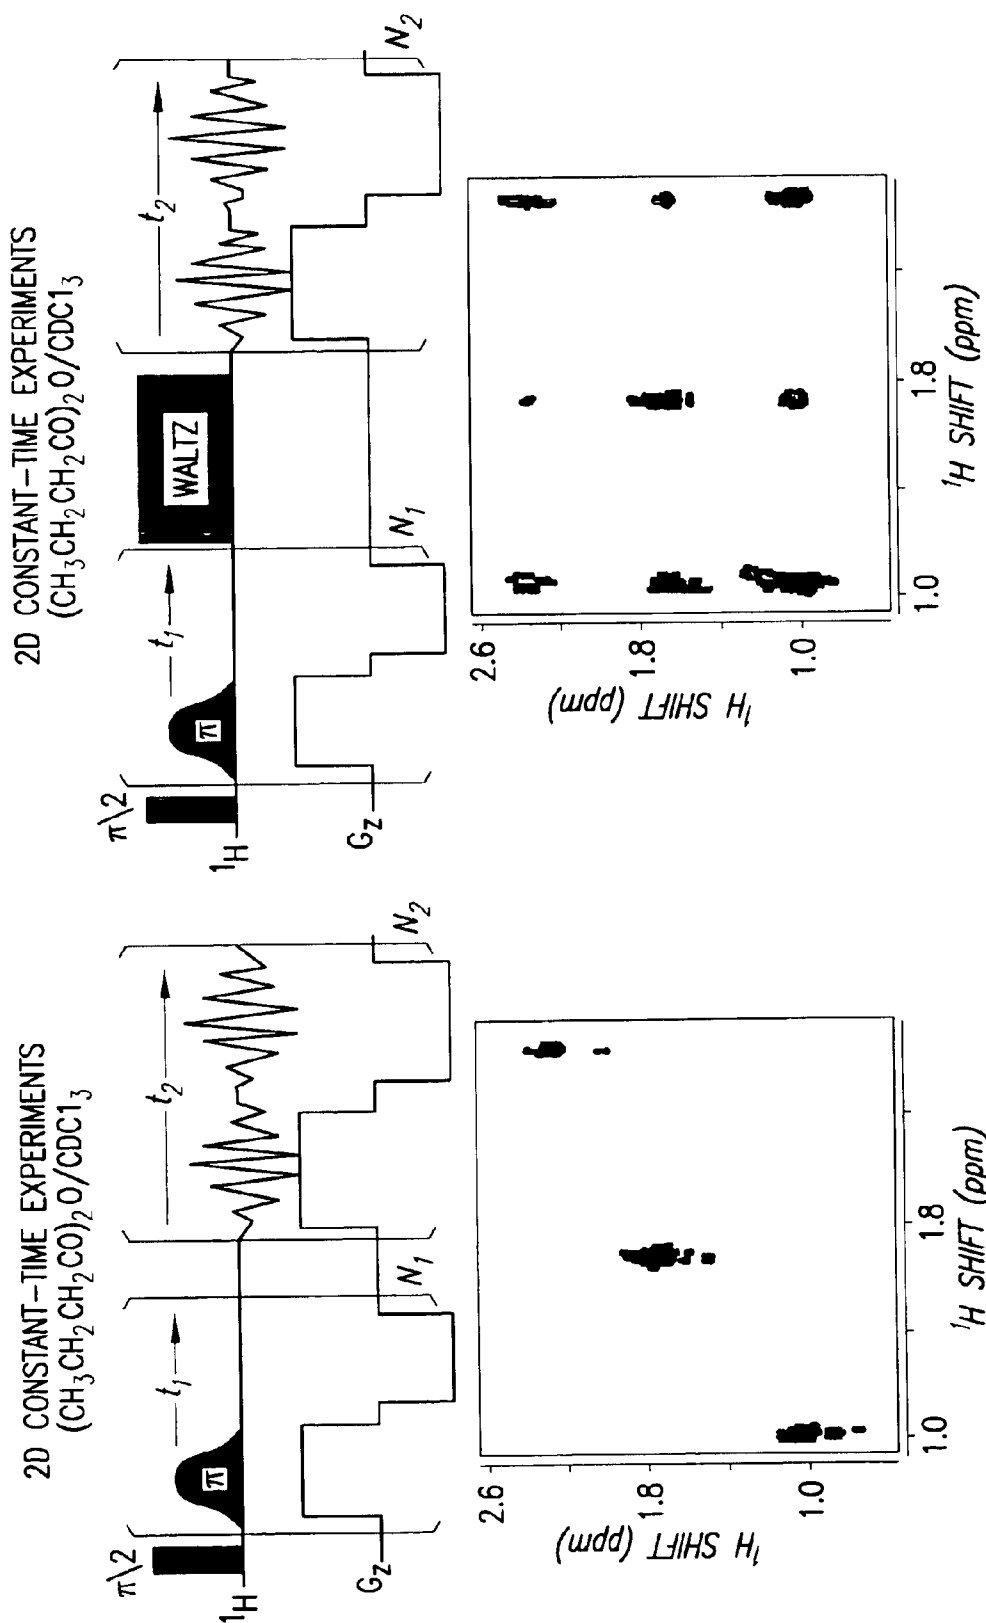 2D CONSTANT-TIME EXPERIMENTS
(CH3CH2CH2CO)2O/CDC13
π\2
t1
t2
π
1H
GZ
N1
N2
2.6
1.8
1.0
1H SHIFT (ppm)
1.0
1.8
1H SHIFT (ppm)
2D CONSTANT-TIME EXPERIMENTS
(CH3CH2CH2CO)2O/CDC13
π\2
t1
t2
π
WALTZ
1H
GZ
N1
N2
2.6
1.8
1.0
1H SHIFT (ppm)
1.0
1.8
1H SHIFT (ppm)